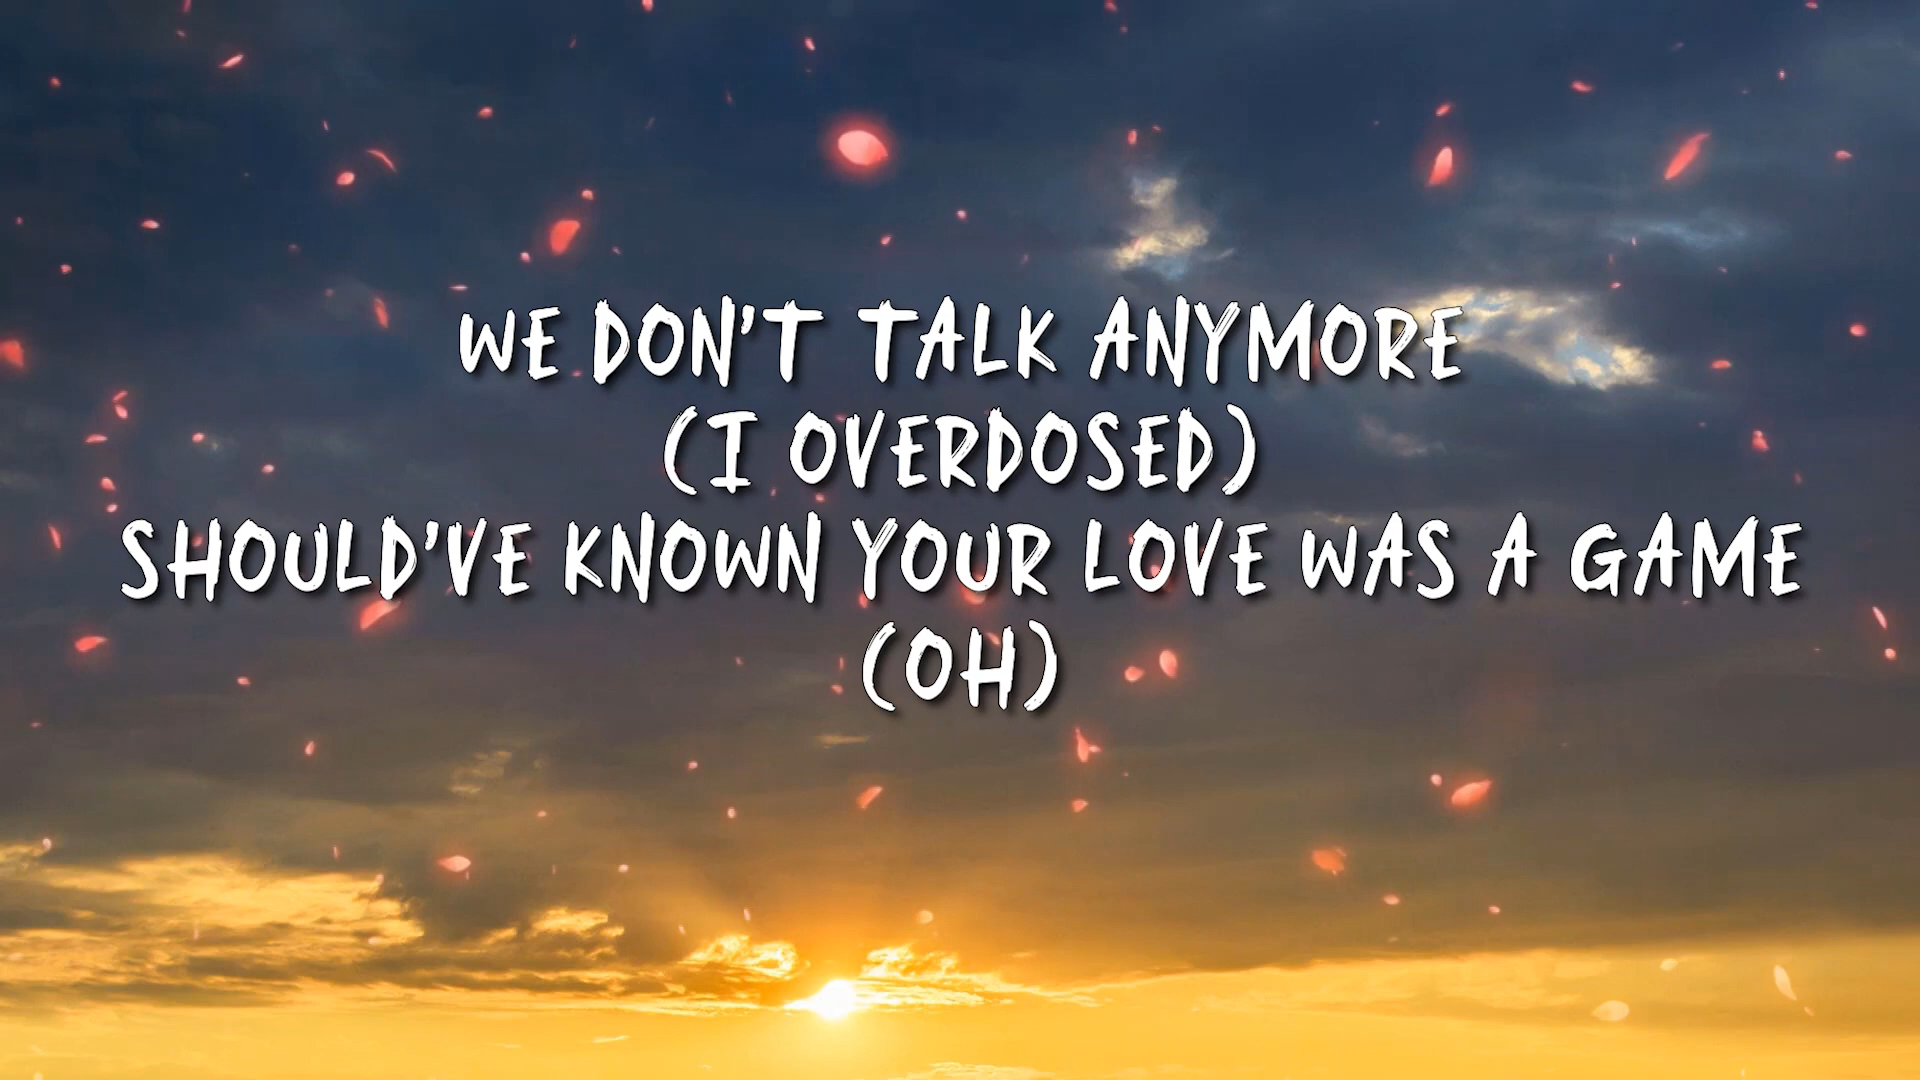 WE DON'T TALK ANYMORE
(I OVERDOSED)
SHOULD'VE KNOWN YOUR LOVE WAS A GAME
(OH)